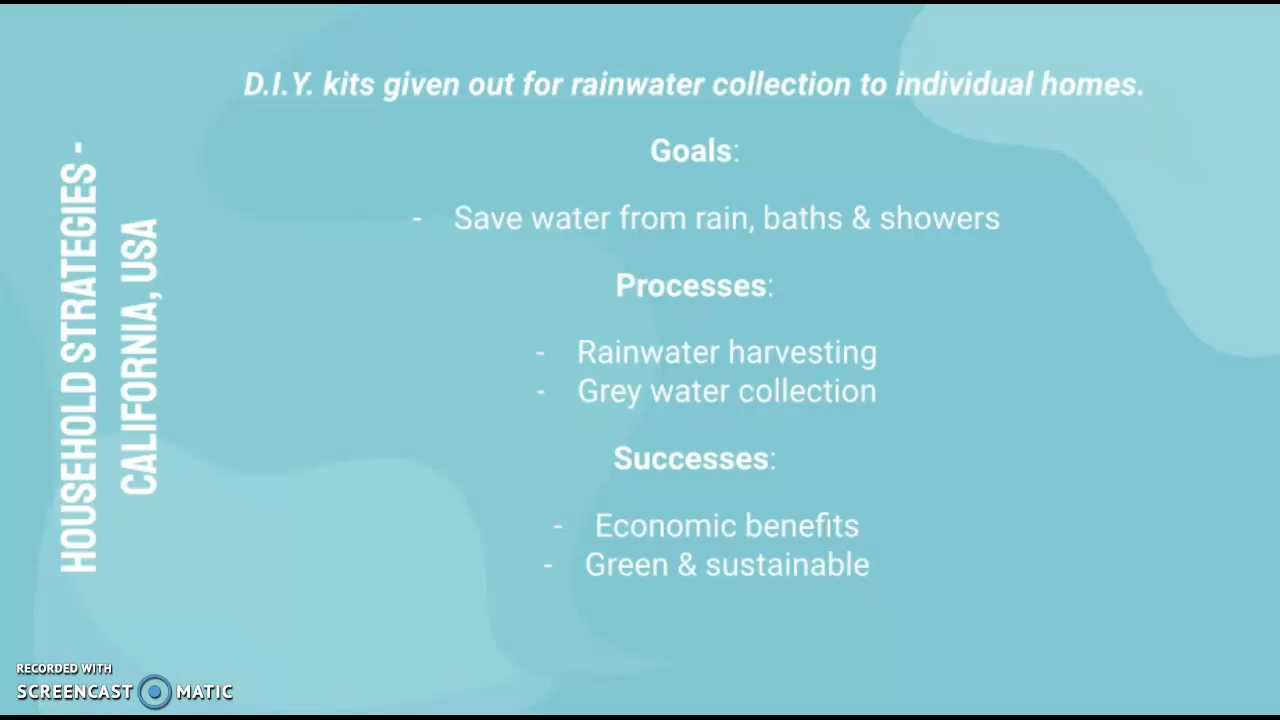 HOUSEHOLD STRATEGIES -
CALIFORNIA, USA
D.I.Y. kits given out for rainwater collection to individual homes.
Goals:
- Save water from rain, baths & showers
Processes:
- Rainwater harvesting
- Grey water collection
Successes:
- Economic benefits
- Green & sustainable
RECORDED WITH
SCREENCAST MATIC